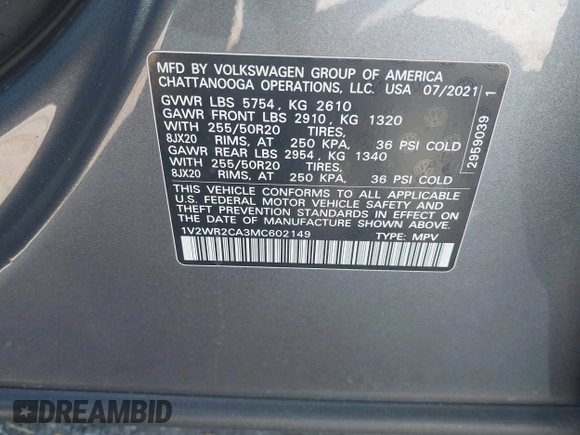 MFD BY VOLKSWAGEN GROUP OF AMERICA
CHATTANOOGA OPERATIONS, LLC. USA 07/2021
GVWR LBS 5754, KG 2610
GAWR FRONT LBS 2910, KG 1320
WITH 255/50R20 TIRES,
8JX20 RIMS, AT 250 KPA, 36 PSI COLD
GAWR REAR LBS 2954, KG 1340
WITH 255/50R20 TIRES,
8JX20 RIMS, AT 250 KPA, 36 PSI COLD
THIS VEHICLE CONFORMS TO ALL APPLICABLE
U.S. FEDERAL MOTOR VEHICLE SAFETY AND
THEFT PREVENTION STANDARDS IN EFFECT ON
THE DATE OF MANUFACTURE SHOWN ABOVE.
1V2WR2CA3MC602149 TYPE: MPV
2959039 1
DREAMBID